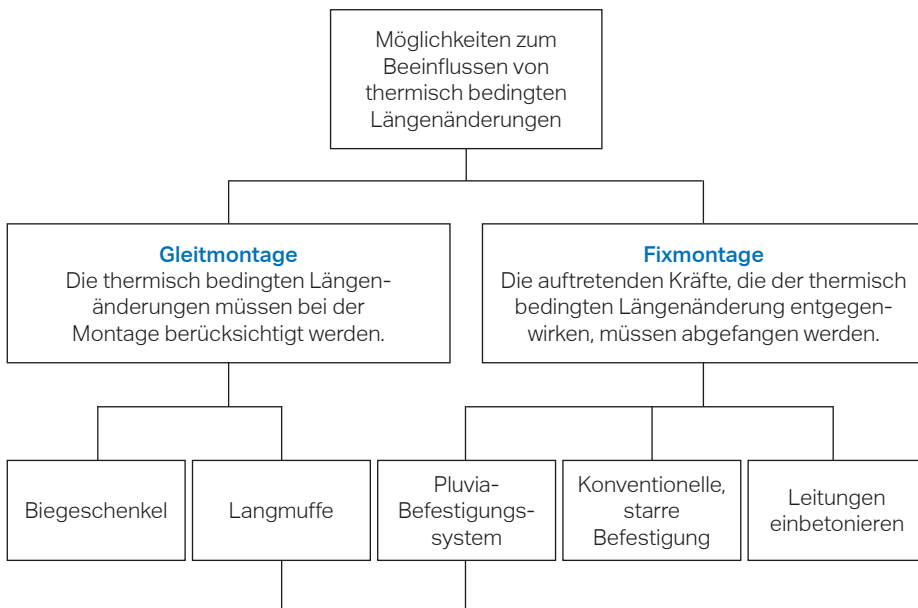 Möglichkeiten zum
Beeinflussen von
thermisch bedingten
Längenänderungen
Gleitmontage
Die thermisch bedingten Längen-
änderungen müssen bei der
Montage berücksichtigt werden.
Fixmontage
Die auftretenden Kräfte, die der thermisch
bedingten Längenänderung entgegen-
wirken, müssen abgefangen werden.
Biegeschenkel
Langmuffe
Pluvia-
Befestigungs-
system
Konventionelle,
starre
Befestigung
Leitungen
einbetonieren